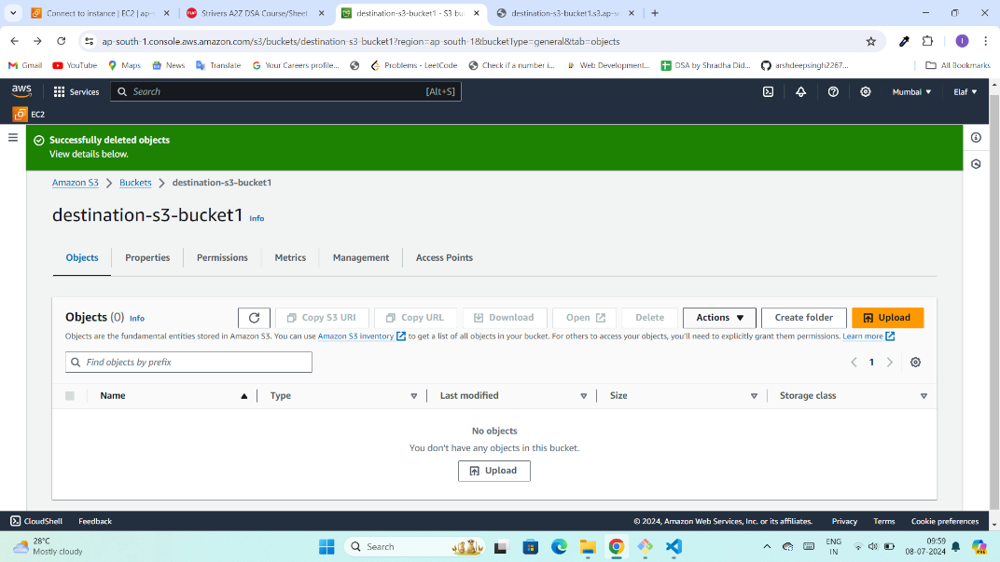 Connect to instance | EC2 | ap-s
Strivers A2Z DSA Course/Sheet
destination-s3-bucket1 - S3 buc
destination-s3-bucket1.s3.ap-so
ap-south-1.console.aws.amazon.com/s3/buckets/destination-s3-bucket1?region=ap-south-1&bucketType=general&tab=objects
Gmail YouTube Maps News Translate Your Careers profile... Problems - LeetCode Check if a number i... Web Development... DSA by Shradha Did... arshdeepsingh2267... All Bookmarks
aws Services Search [Alt+S] Mumbai Elaf
EC2
Successfully deleted objects
View details below.
Amazon S3 Buckets destination-s3-bucket1
destination-s3-bucket1 Info
Objects Properties Permissions Metrics Management Access Points
Objects (0) Info Copy S3 URI Copy URL Download Open Delete Actions Create folder Upload
Objects are the fundamental entities stored in Amazon S3. You can use Amazon S3 inventory to get a list of all objects in your bucket. For others to access your objects, you'll need to explicitly grant them permissions. Learn more
Find objects by prefix 1
Name Type Last modified Size Storage class
No objects
You don't have any objects in this bucket.
Upload
CloudShell Feedback © 2024, Amazon Web Services, Inc. or its affiliates. Privacy Terms Cookie preferences
28°C
Mostly cloudy
Search
ENG
IN
09:59
08-07-2024